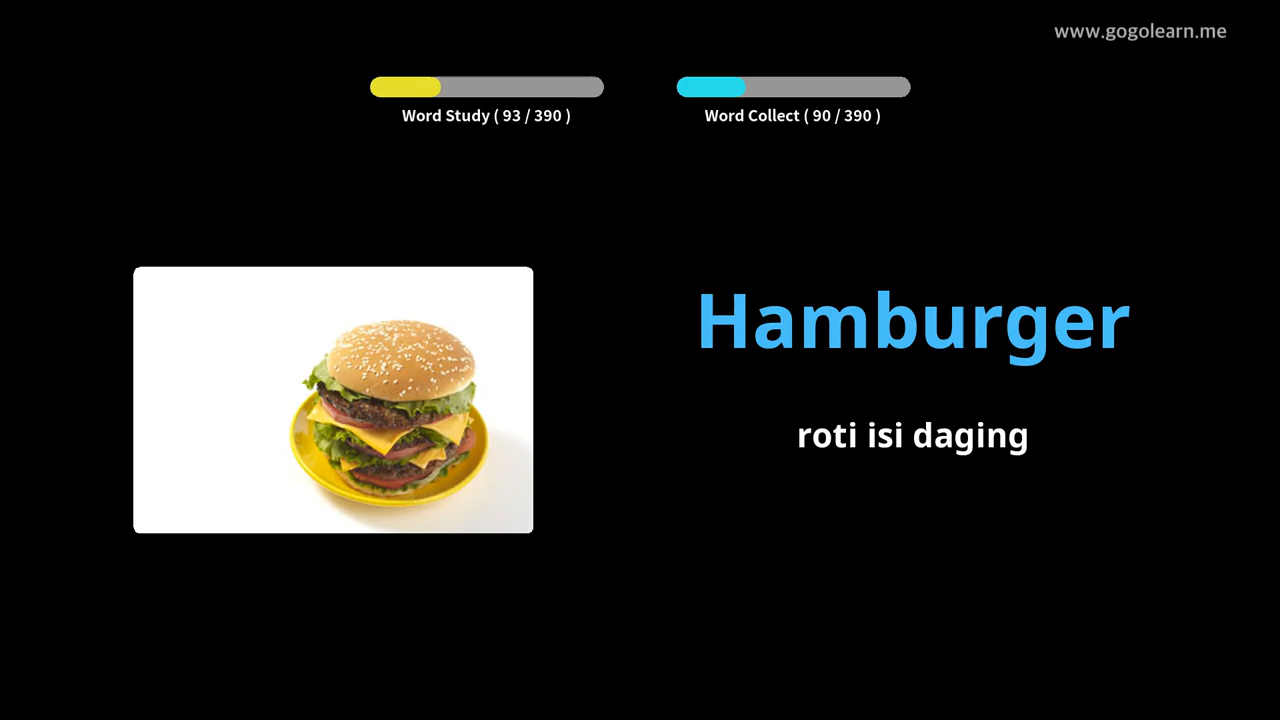 www.gogolearn.me
Word Study ( 93 / 390 )
Word Collect ( 90 / 390 )
Hamburger
roti isi daging